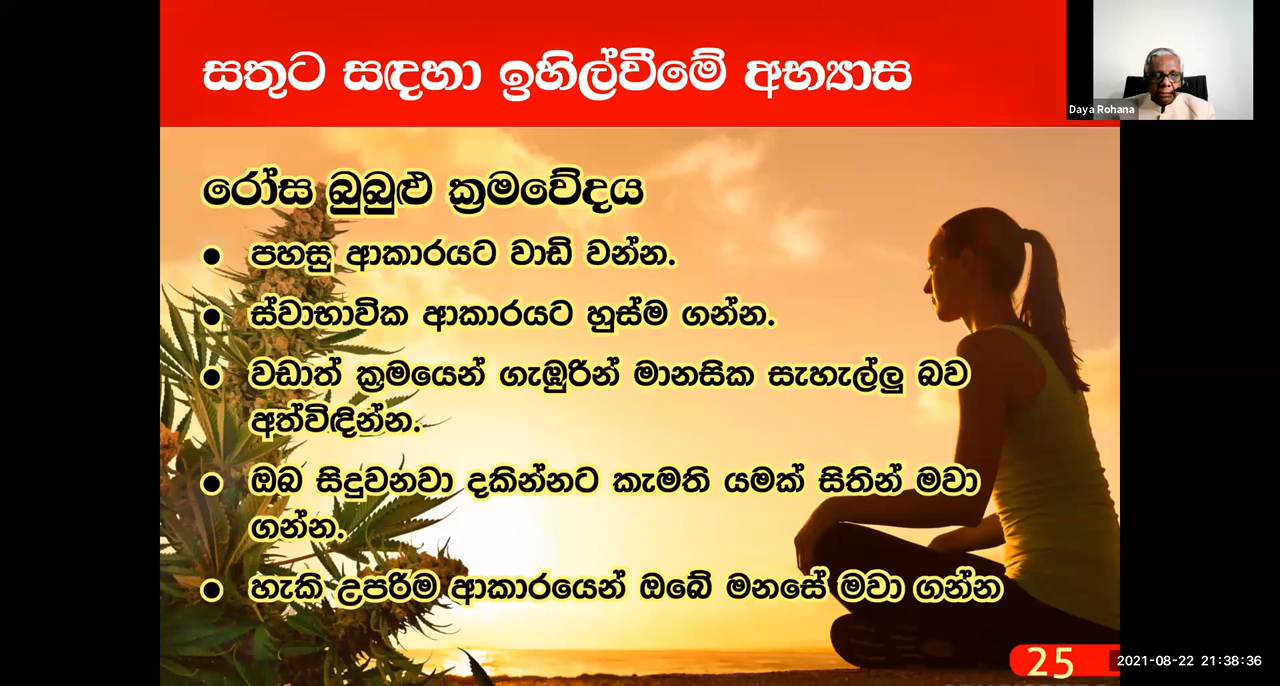 සතුට සඳහා ඉහිල්වීමේ අභ්‍යාස
Daya Rohana
රෝස බුබුළු ක්‍රමවේදය
● පහසු ආකාරයට වාඩි වන්න.
● ස්වාභාවික ආකාරයට හුස්ම ගන්න.
● වඩාත් ක්‍රමයෙන් ගැඹුරින් මානසික සැහැල්ලු බව
අත්විඳින්න.
● ඔබ සිදුවනවා දකින්නට කැමති යමක් සිතින් මවා
ගන්න.
● හැකි උපරිම ආකාරයෙන් ඔබේ මනසේ මවා ගන්න
25
2021-08-22 21:38:36